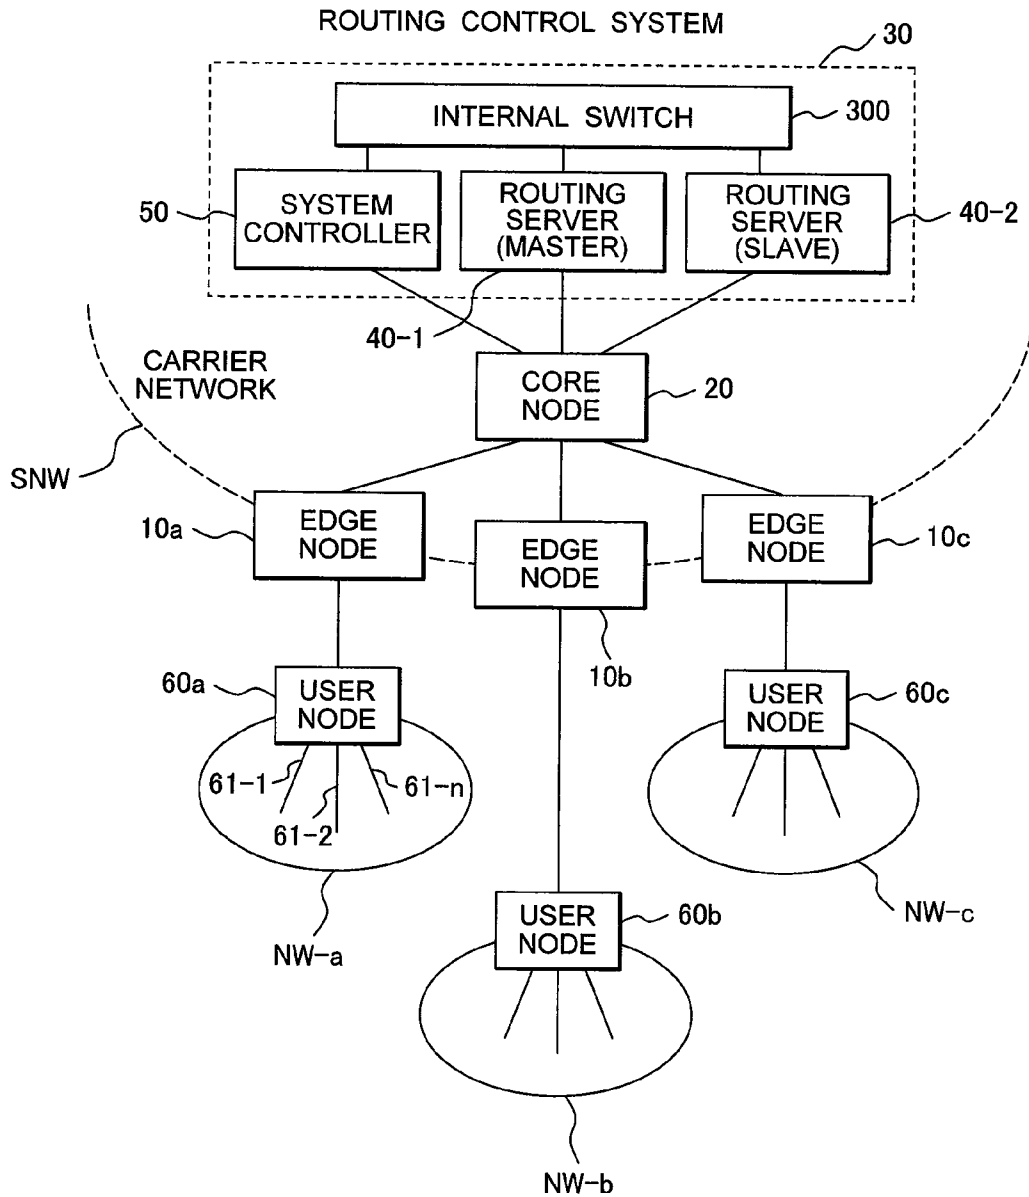 ROUTING CONTROL SYSTEM
30
INTERNAL SWITCH
300
50
SYSTEM
CONTROLLER
ROUTING
SERVER
(MASTER)
ROUTING
SERVER
(SLAVE)
40-2
40-1
CARRIER
NETWORK
CORE
NODE
20
SNW
10a
EDGE
NODE
EDGE
NODE
EDGE
NODE
10c
10b
60a
USER
NODE
USER
NODE
60c
61-1
61-2
61-n
NW-a
USER
NODE
60b
NW-c
NW-b